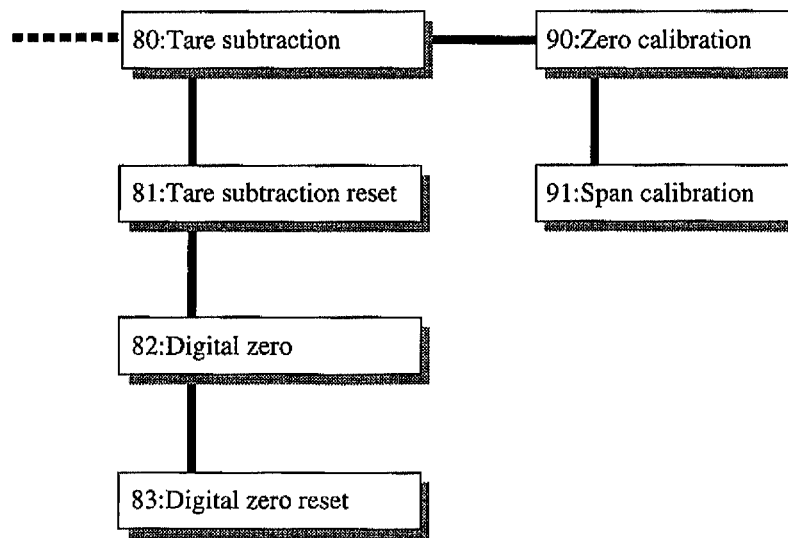 80:Tare subtraction
90:Zero calibration
81:Tare subtraction reset
91:Span calibration
82:Digital zero
83:Digital zero reset